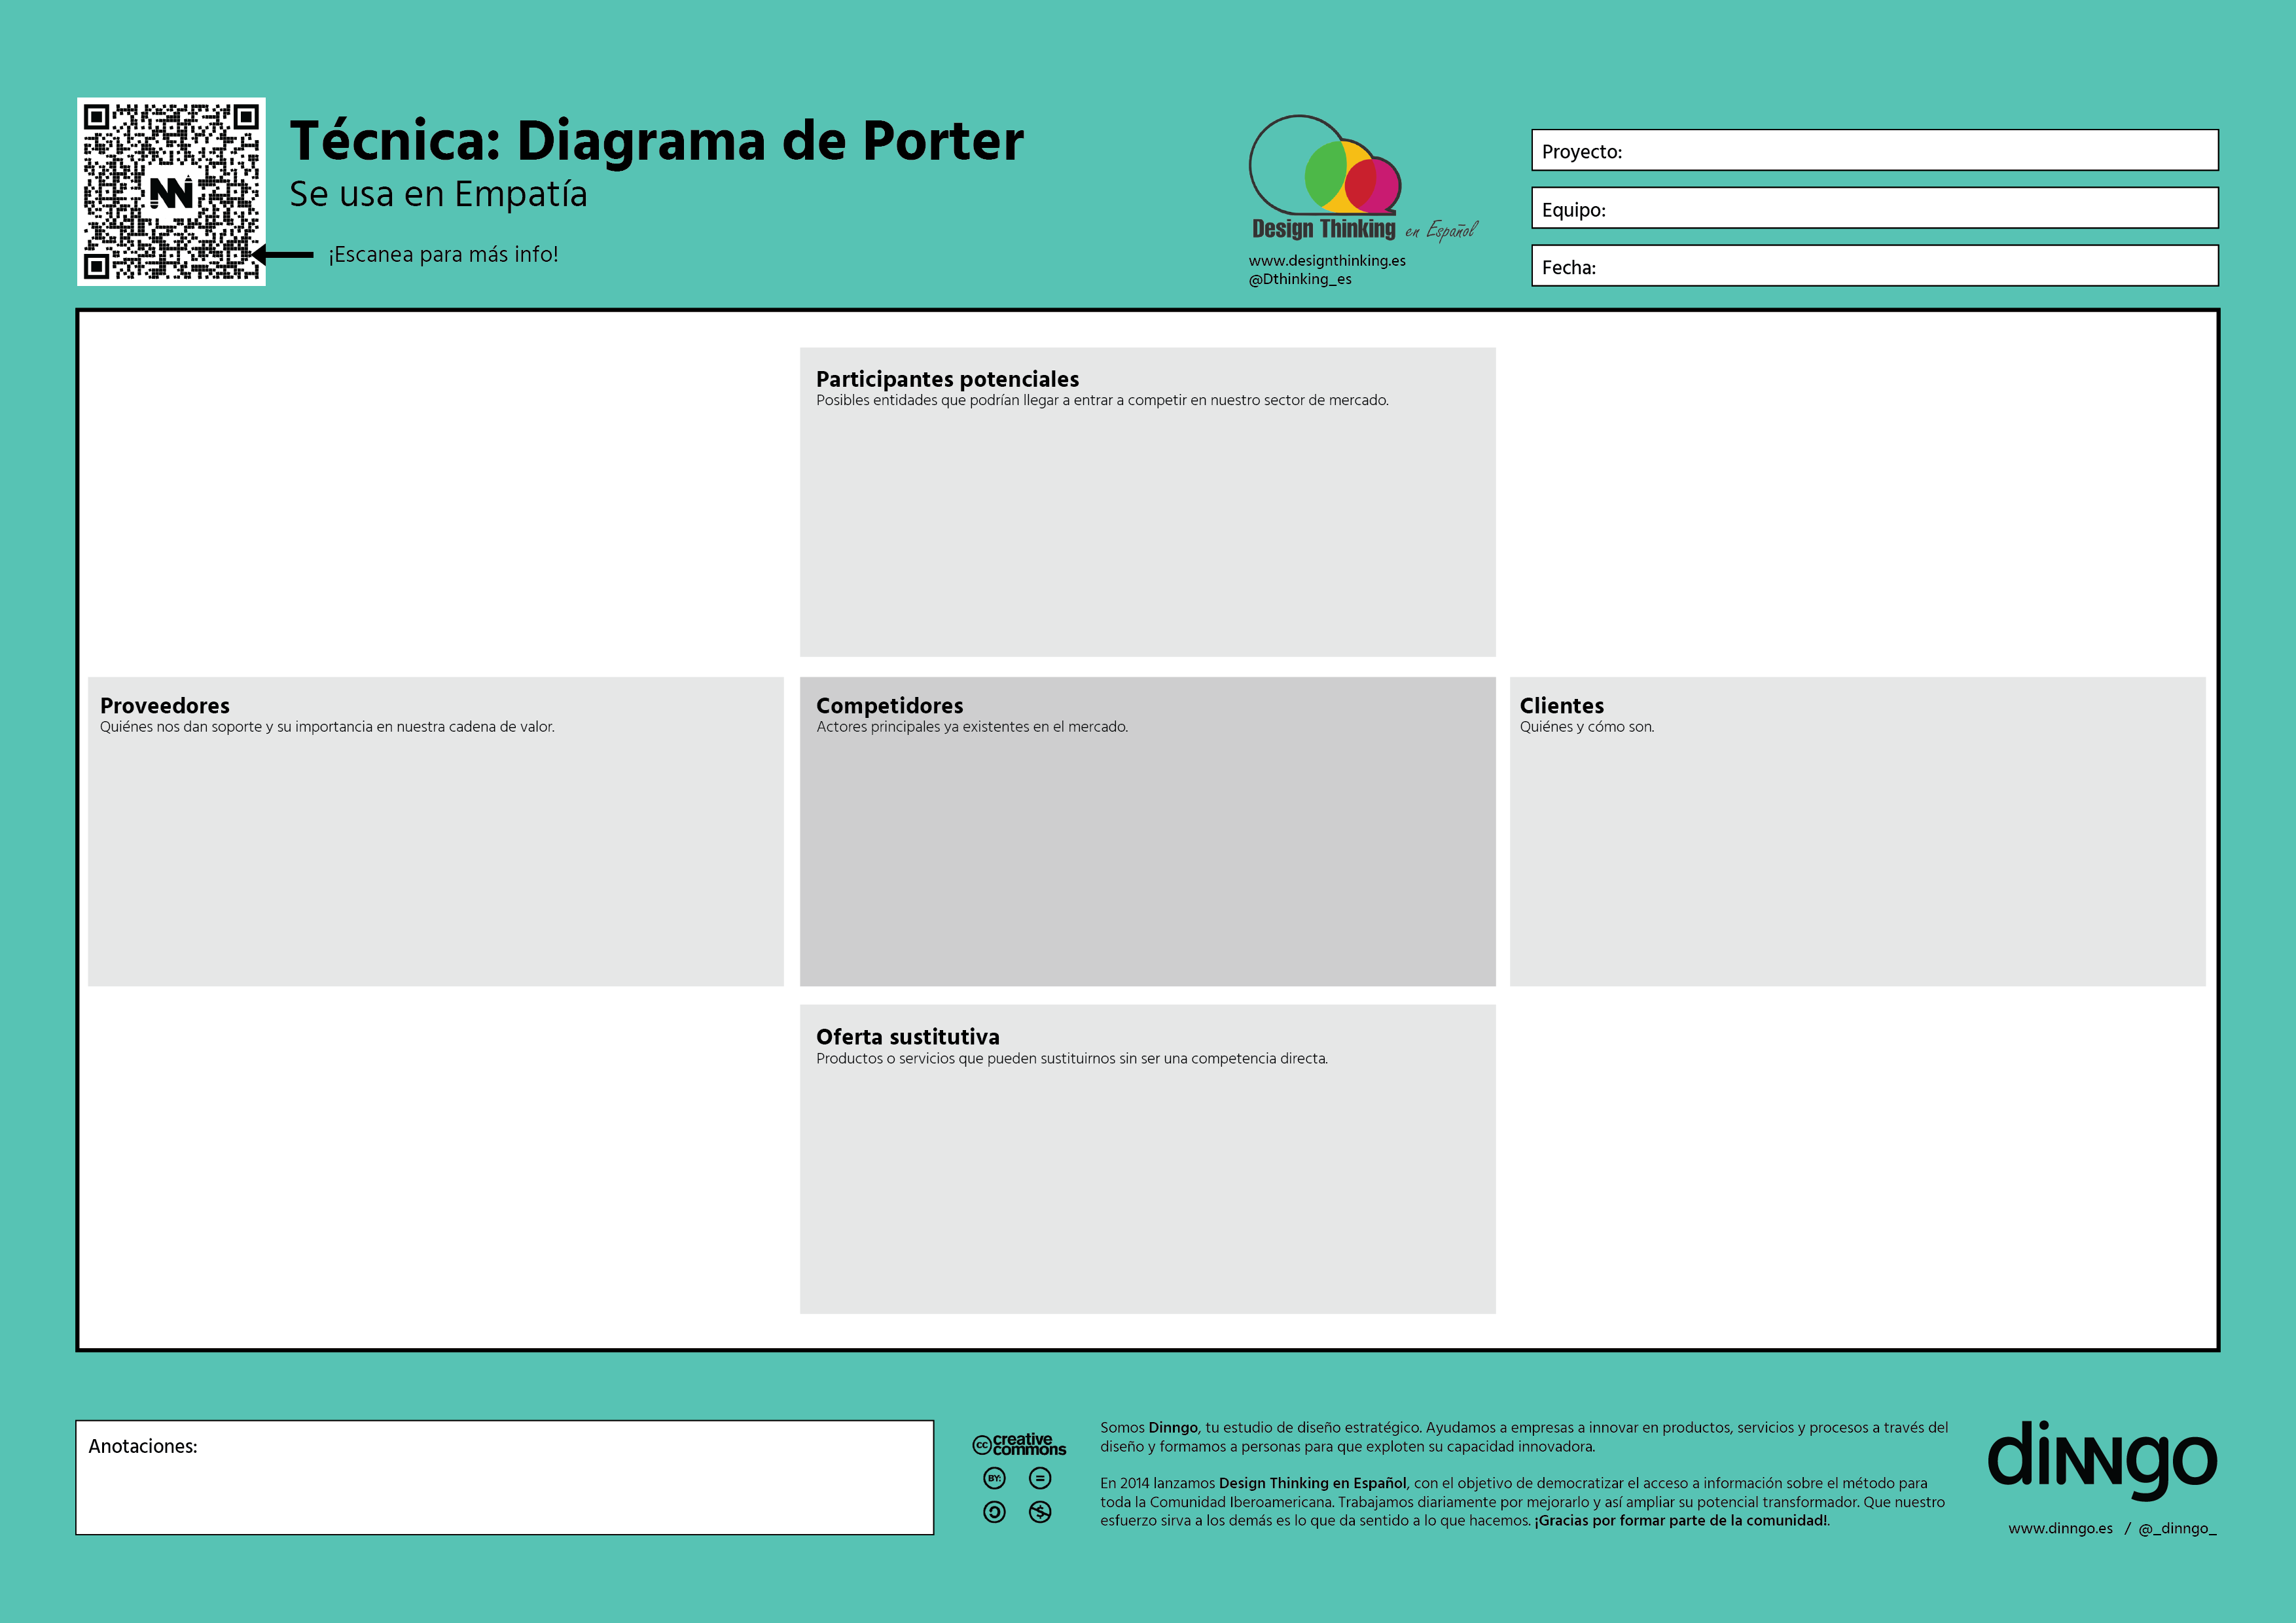 Técnica: Diagrama de Porter
Se usa en Empatía
¡Escanea para más info!
Design Thinking en Español
www.designthinking.es
@Dthinking_es
Proyecto:
Equipo:
Fecha:
Participantes potenciales
Posibles entidades que podrían llegar a entrar a competir en nuestro sector de mercado.
Proveedores
Quiénes nos dan soporte y su importancia en nuestra cadena de valor.
Competidores
Actores principales ya existentes en el mercado.
Clientes
Quiénes y cómo son.
Oferta sustitutiva
Productos o servicios que pueden sustituirnos sin ser una competencia directa.
Anotaciones:
cc creative
commons
BY: =
Somos Dinngo, tu estudio de diseño estratégico. Ayudamos a empresas a innovar en productos, servicios y procesos a través del
diseño y formamos a personas para que exploten su capacidad innovadora.
En 2014 lanzamos Design Thinking en Español, con el objetivo de democratizar el acceso a información sobre el método para
toda la Comunidad Iberoamericana. Trabajamos diariamente por mejorarlo y así ampliar su potencial transformador. Que nuestro
esfuerzo sirva a los demás es lo que da sentido a lo que hacemos. ¡Gracias por formar parte de la comunidad!.
dinngo
www.dinngo.es / @_dinngo_